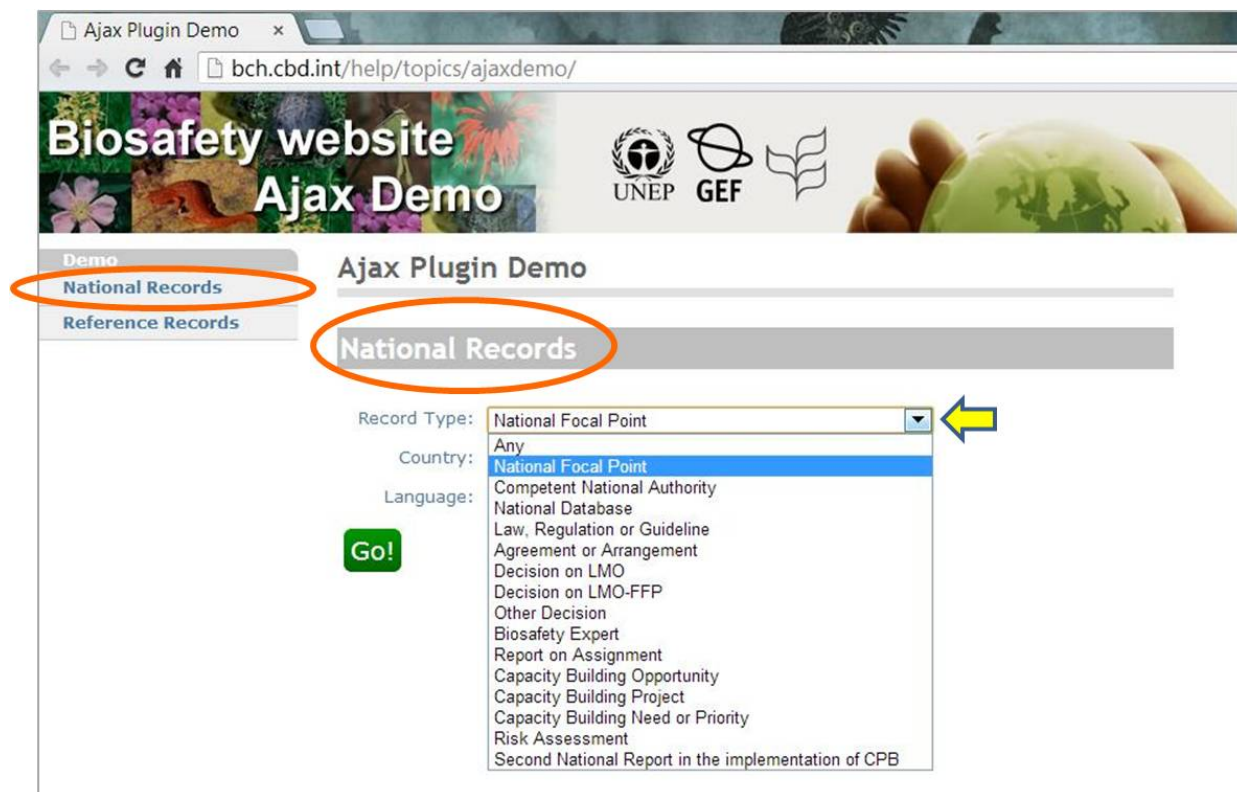 Ajax Plugin Demo ×
bch.cbd.int/help/topics/ajaxdemo/
Biosafety website
Ajax Demo
UNEP GEF
Demo
National Records
Reference Records
Ajax Plugin Demo
National Records
Record Type: National Focal Point
Country:
Language:
Any
National Focal Point
Competent National Authority
National Database
Law, Regulation or Guideline
Agreement or Arrangement
Decision on LMO
Decision on LMO-FFP
Other Decision
Biosafety Expert
Report on Assignment
Capacity Building Opportunity
Capacity Building Project
Capacity Building Need or Priority
Risk Assessment
Second National Report in the implementation of CPB
Go!